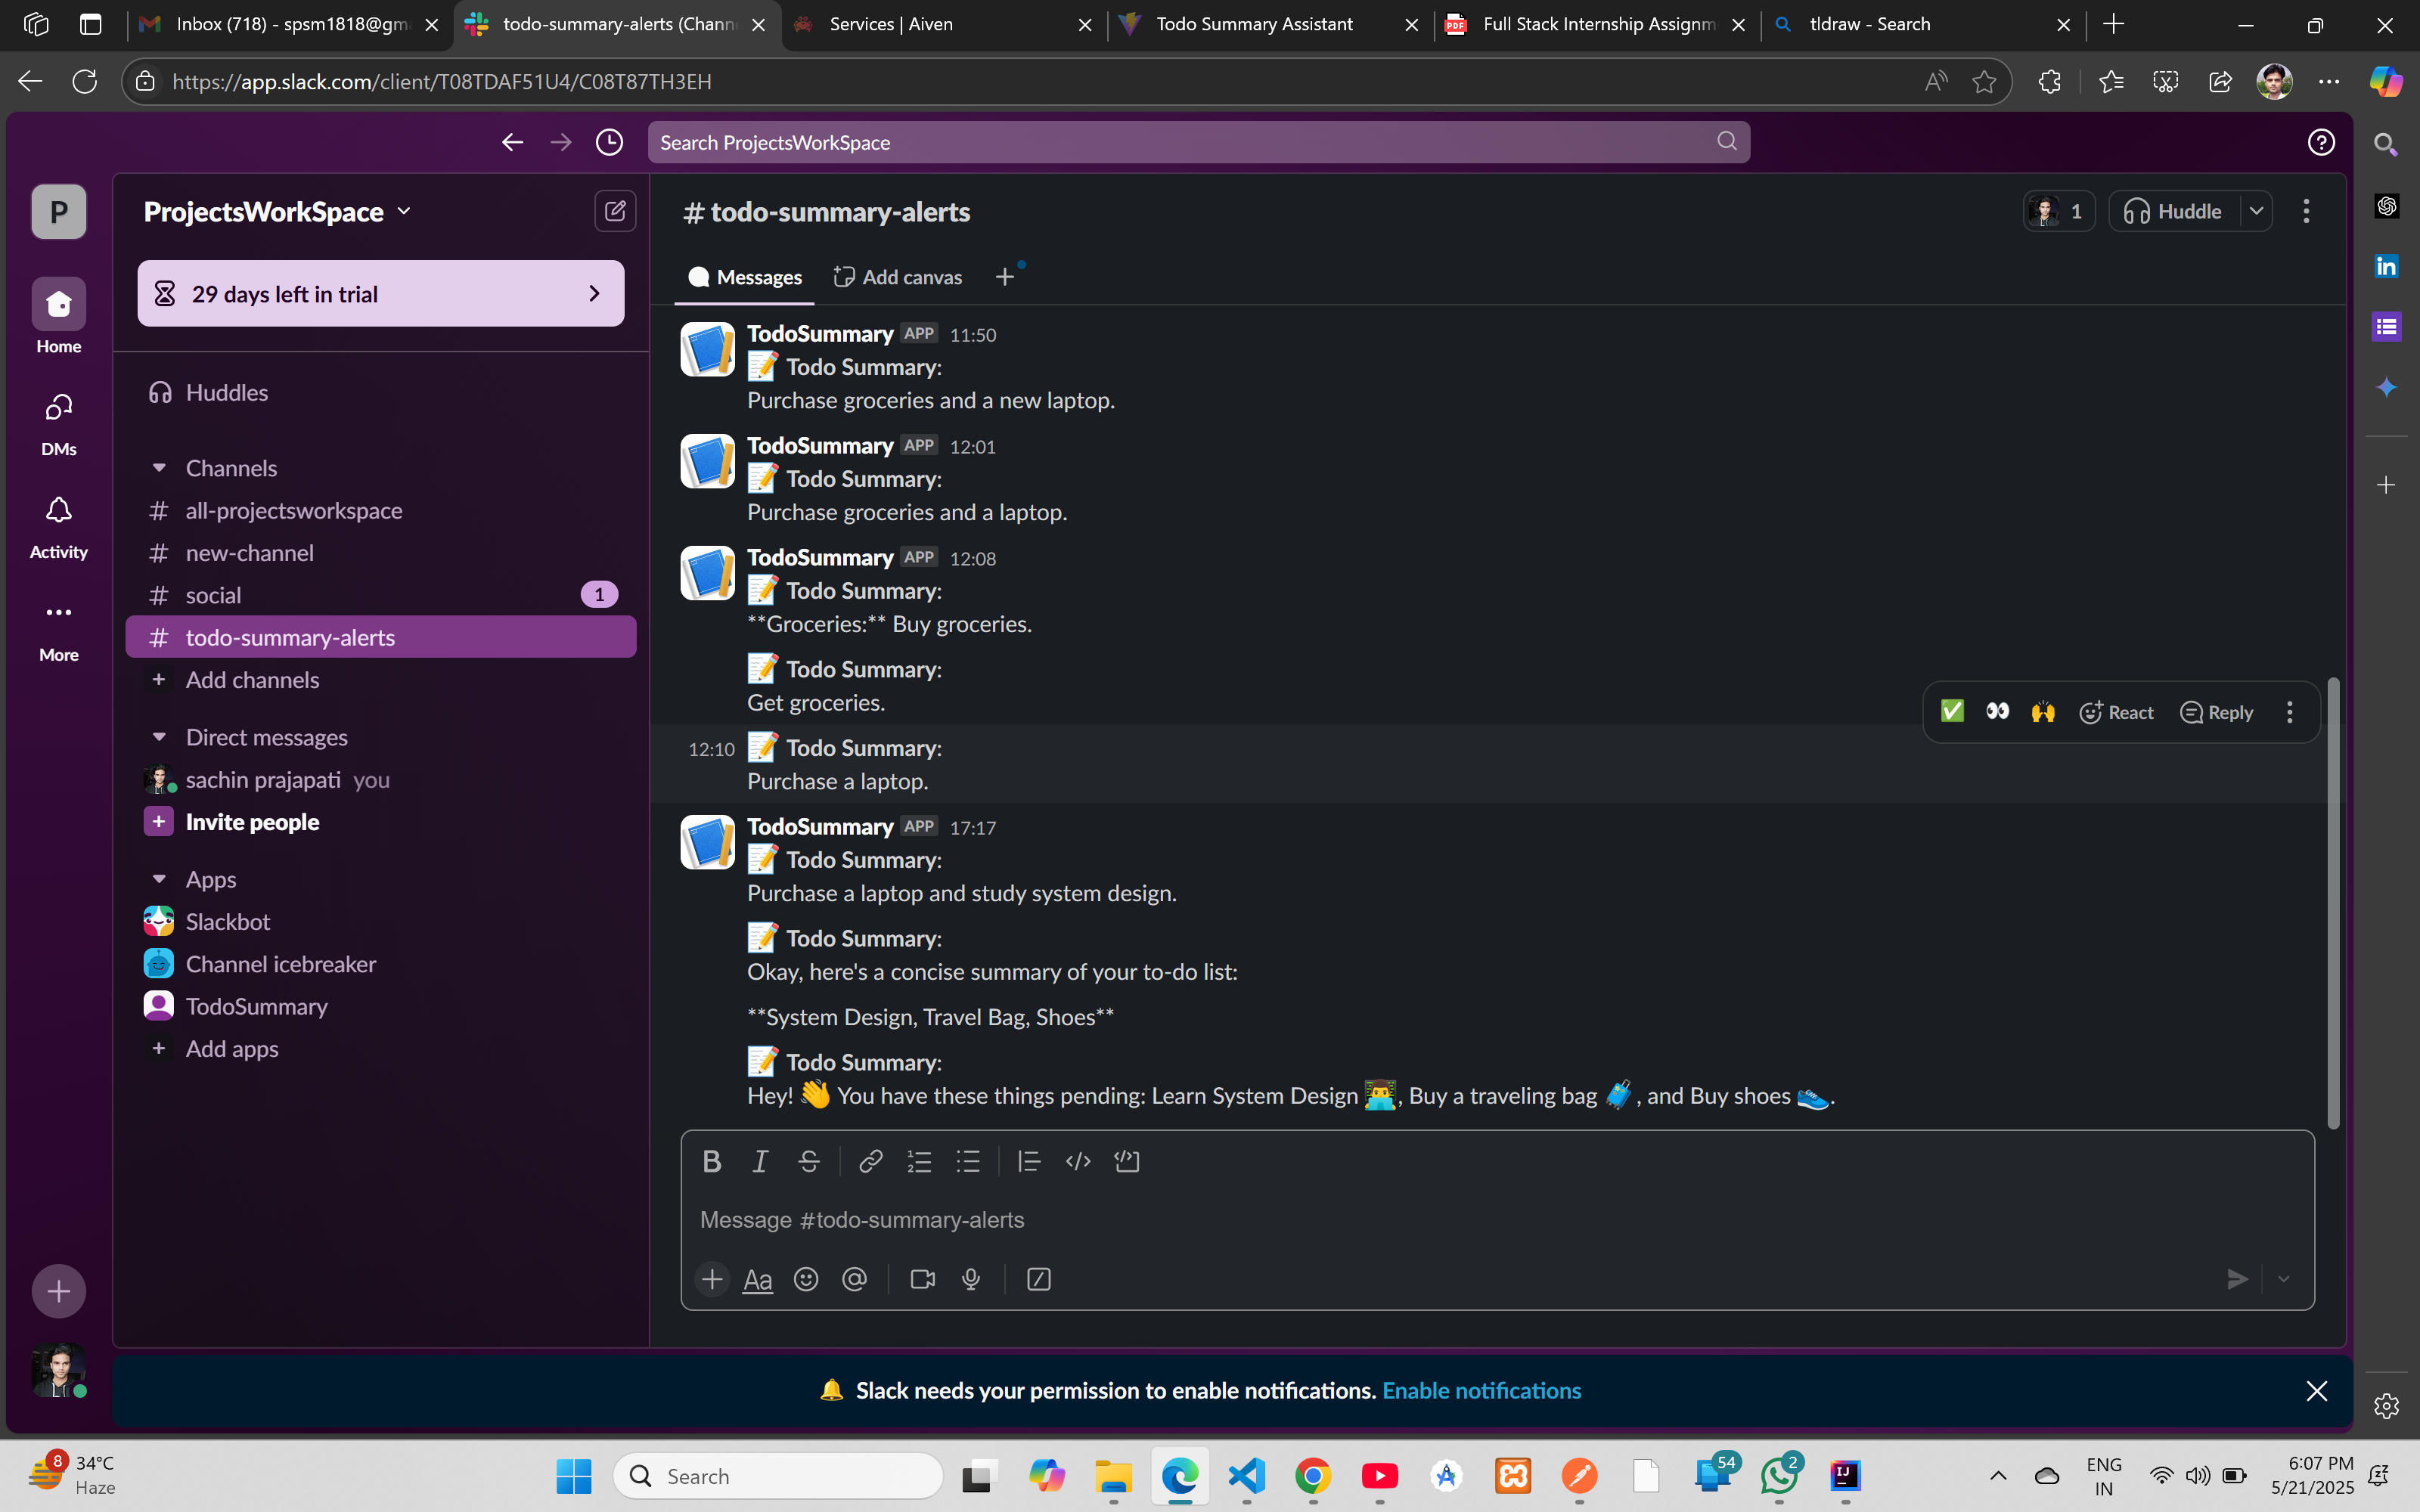 Inbox (718) - spsm1818@gm
todo-summary-alerts (Chann
Services | Aiven
Todo Summary Assistant
PDF
Full Stack Internship Assignm
tldraw - Search
https://app.slack.com/client/T08TDAF51U4/C08T87TH3EH
Search ProjectsWorkSpace
P
Home
DMs
Activity
More
ProjectsWorkSpace
29 days left in trial
Huddles
Channels
# all-projectsworkspace
# new-channel
# social 1
# todo-summary-alerts
+ Add channels
Direct messages
sachin prajapati you
+ Invite people
Apps
Slackbot
Channel icebreaker
TodoSummary
+ Add apps
# todo-summary-alerts
1
Huddle
Messages
Add canvas
TodoSummary APP 11:50
📝 Todo Summary:
Purchase groceries and a new laptop.
TodoSummary APP 12:01
📝 Todo Summary:
Purchase groceries and a laptop.
TodoSummary APP 12:08
📝 Todo Summary:
**Groceries:** Buy groceries.
📝 Todo Summary:
Get groceries.
React
Reply
12:10 📝 Todo Summary:
Purchase a laptop.
TodoSummary APP 17:17
📝 Todo Summary:
Purchase a laptop and study system design.
📝 Todo Summary:
Okay, here's a concise summary of your to-do list:
**System Design, Travel Bag, Shoes**
📝 Todo Summary:
Hey! 👋 You have these things pending: Learn System Design 👨‍💻, Buy a traveling bag 🧳, and Buy shoes 👟.
B I S
Message #todo-summary-alerts
Aa @
🔔 Slack needs your permission to enable notifications. Enable notifications
in
8
34°C
Haze
Search
54
2
IJ
ENG
IN
6:07 PM
5/21/2025